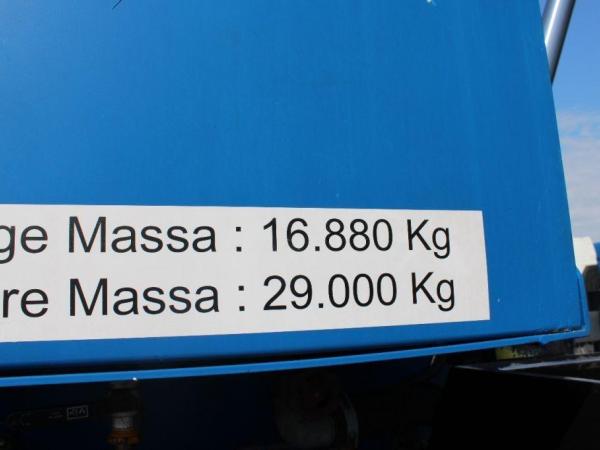 ge Massa : 16.880 Kg
re Massa : 29.000 Kg